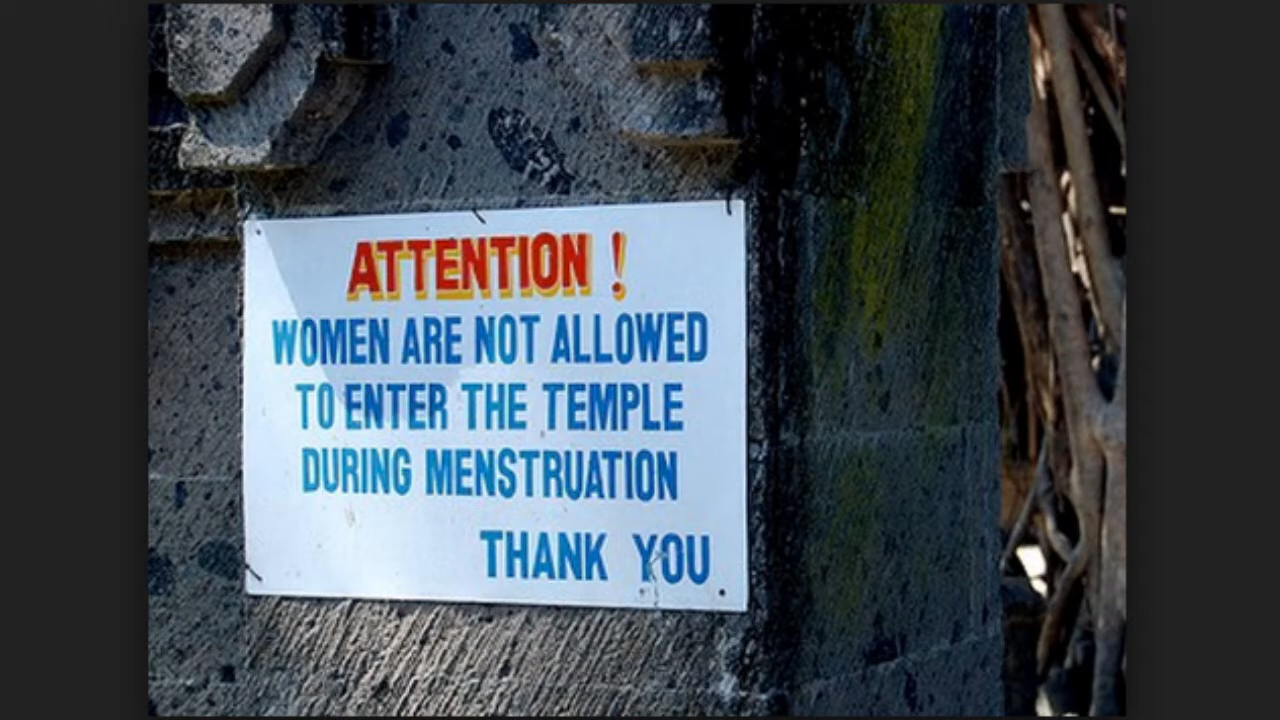 ATTENTION !
WOMEN ARE NOT ALLOWED
TO ENTER THE TEMPLE
DURING MENSTRUATION
THANK YOU